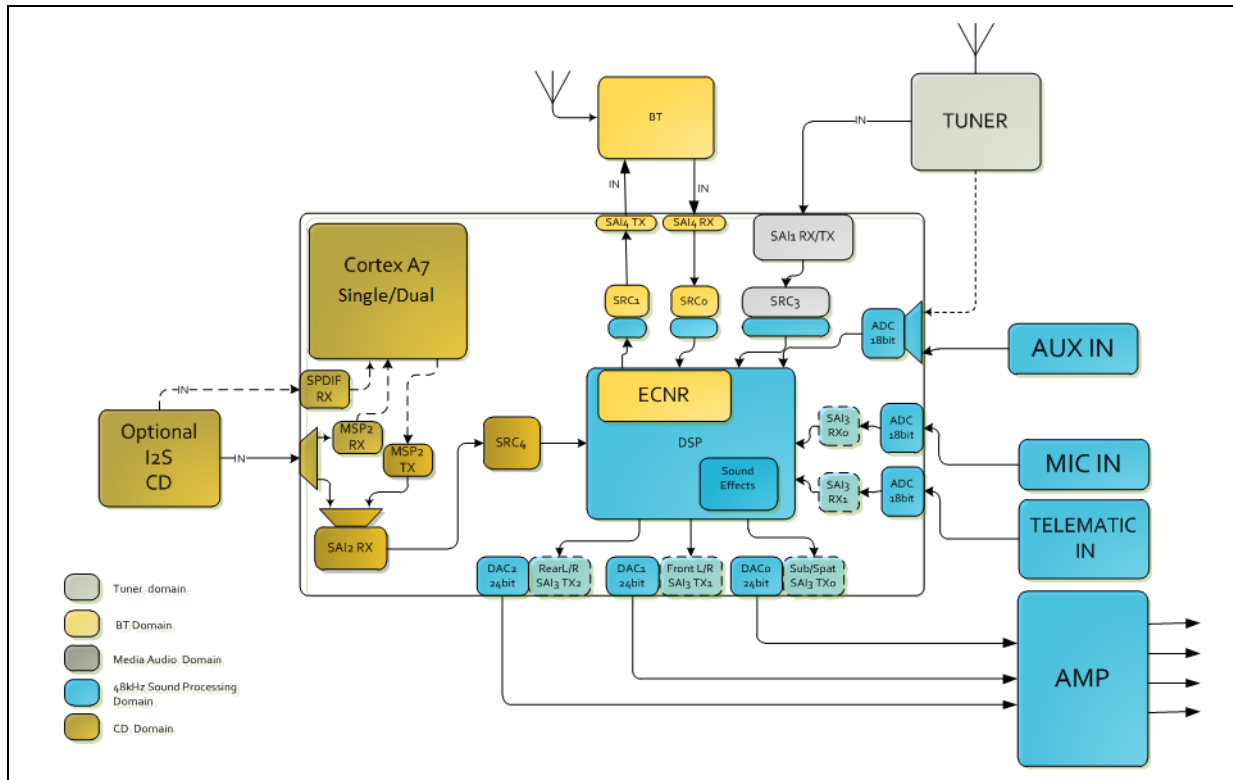 BT
TUNER
IN
IN
IN
SAI4 TX
SAI4 RX
SAI1 RX/TX
Cortex A7
Single/Dual
SRC1
SRC0
SRC3
ADC
18bit
AUX IN
SPDIF
RX
IN
ECNR
DSP
Sound
Effects
Optional
I2S
CD
IN
MSP2
RX
MSP2
TX
SRC4
SAI3
RX0
ADC
18bit
MIC IN
SAI3
RX1
ADC
18bit
TELEMATIC
IN
SAI2 RX
DAC2
24bit
RearL/R
SAI3 TX2
DAC1
24bit
Front L/R
SAI3 TX1
DAC0
24bit
Sub/Spat
SAI3 TX0
AMP
Tuner domain
BT Domain
Media Audio Domain
48kHz Sound Processing
Domain
CD Domain